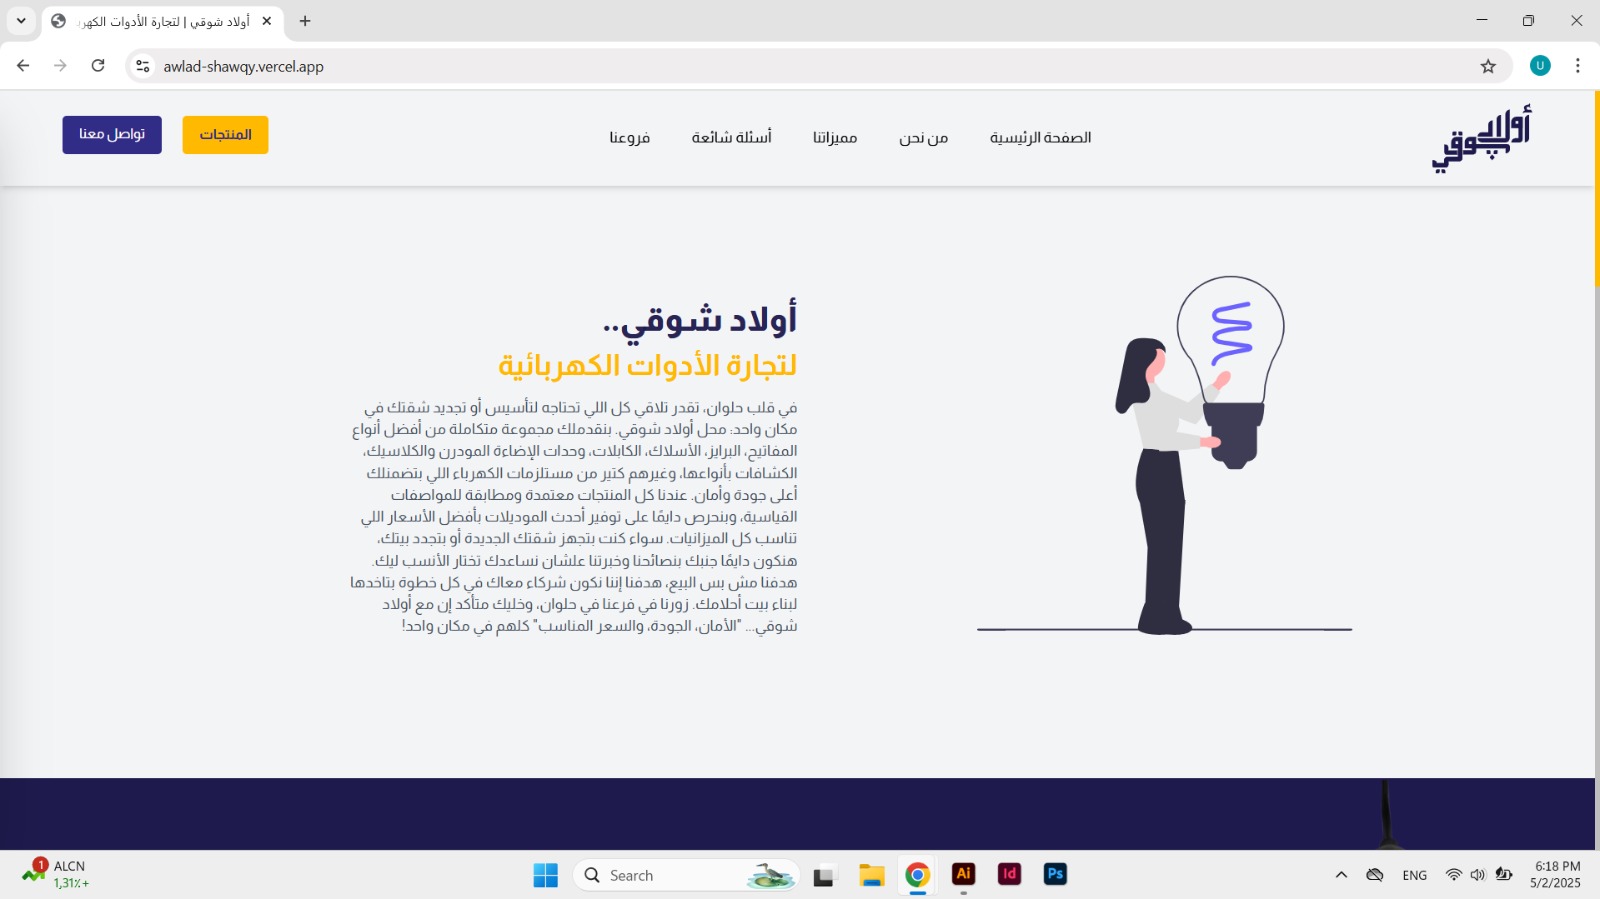 أولاد شوقي | لتجارة الأدوات الكهرب
awlad-shawqy.vercel.app
U
أولاد شوقي
الصفحة الرئيسية
من نحن
مميزاتنا
أسئلة شائعة
فروعنا
المنتجات
تواصل معنا
أولاد شوقي..
لتجارة الأدوات الكهربائية
في قلب حلوان، تقدر تلاقي كل اللي تحتاجه لتأسيس أو تجديد شقتك في
مكان واحد: محل أولاد شوقي. بنقدملك مجموعة متكاملة من أفضل أنواع
المفاتيح، البرايز، الأسلاك، الكابلات، وحدات الإضاءة المودرن والكلاسيك،
الكشافات بأنواعها، وغيرهم كتير من مستلزمات الكهرباء اللي بتضمنلك
أعلى جودة وأمان. عندنا كل المنتجات معتمدة ومطابقة للمواصفات
القياسية، وبنحرص دايمًا على توفير أحدث الموديلات بأفضل الأسعار اللي
تناسب كل الميزانيات. سواء كنت بتجهز شقتك الجديدة أو بتجدد بيتك،
هنكون دايمًا جنبك بنصائحنا وخبرتنا علشان نساعدك تختار الأنسب ليك.
هدفنا مش بس البيع، هدفنا إننا نكون شركاء معاك في كل خطوة بتاخدها
لبناء بيت أحلامك. زورنا في فرعنا في حلوان، وخليك متأكد إن مع أولاد
شوقي... "الأمان، الجودة، والسعر المناسب" كلهم في مكان واحد!
1
ALCN
1,31٪+
Search
Ai
Id
Ps
ENG
6:18 PM
5/2/2025